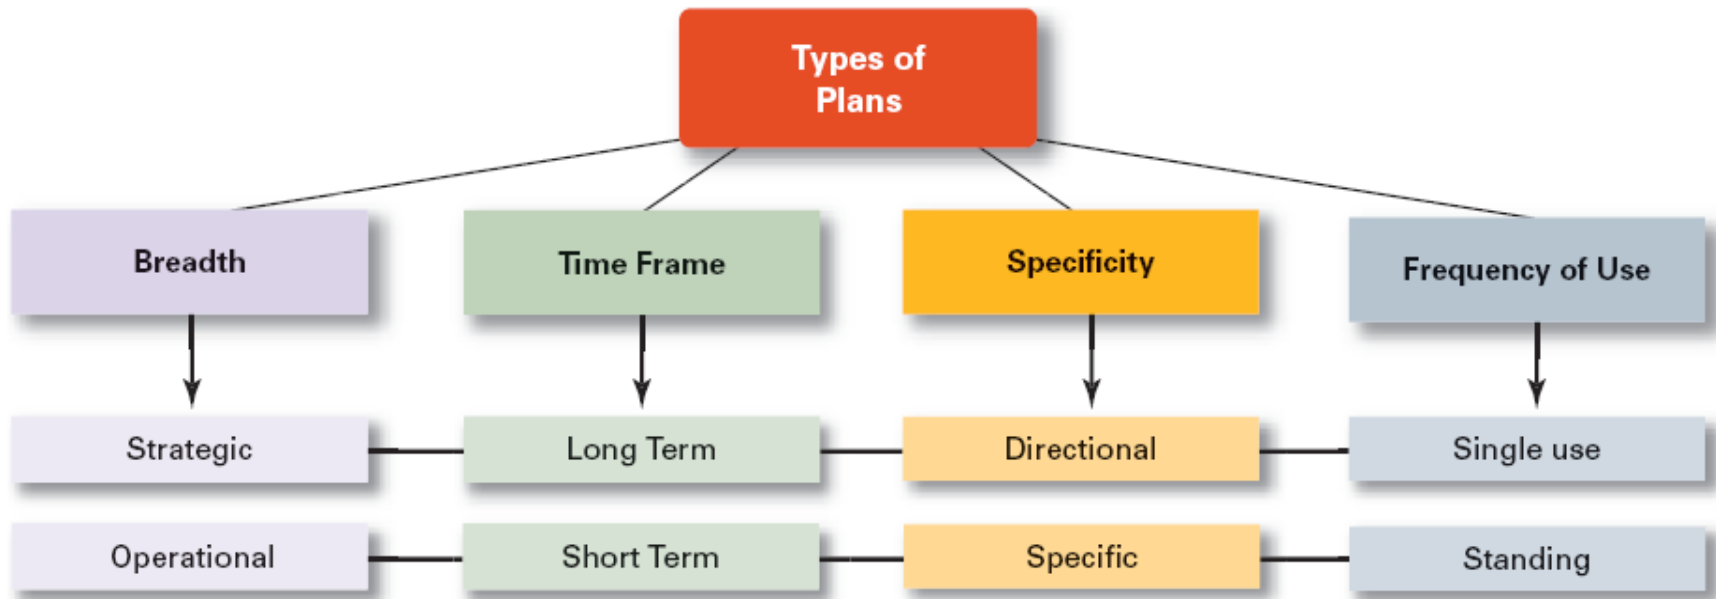 Types of
Plans
Breadth
Time Frame
Specificity
Frequency of Use
Strategic
Long Term
Directional
Single use
Operational
Short Term
Specific
Standing